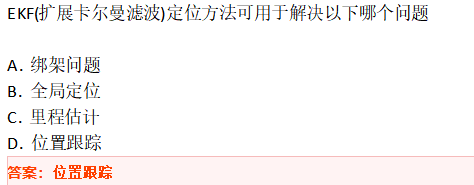 EKF(扩展卡尔曼滤波)定位方法可用于解决以下哪个问题
A. 绑架问题
B. 全局定位
C. 里程估计
D. 位置跟踪
答案：位置跟踪